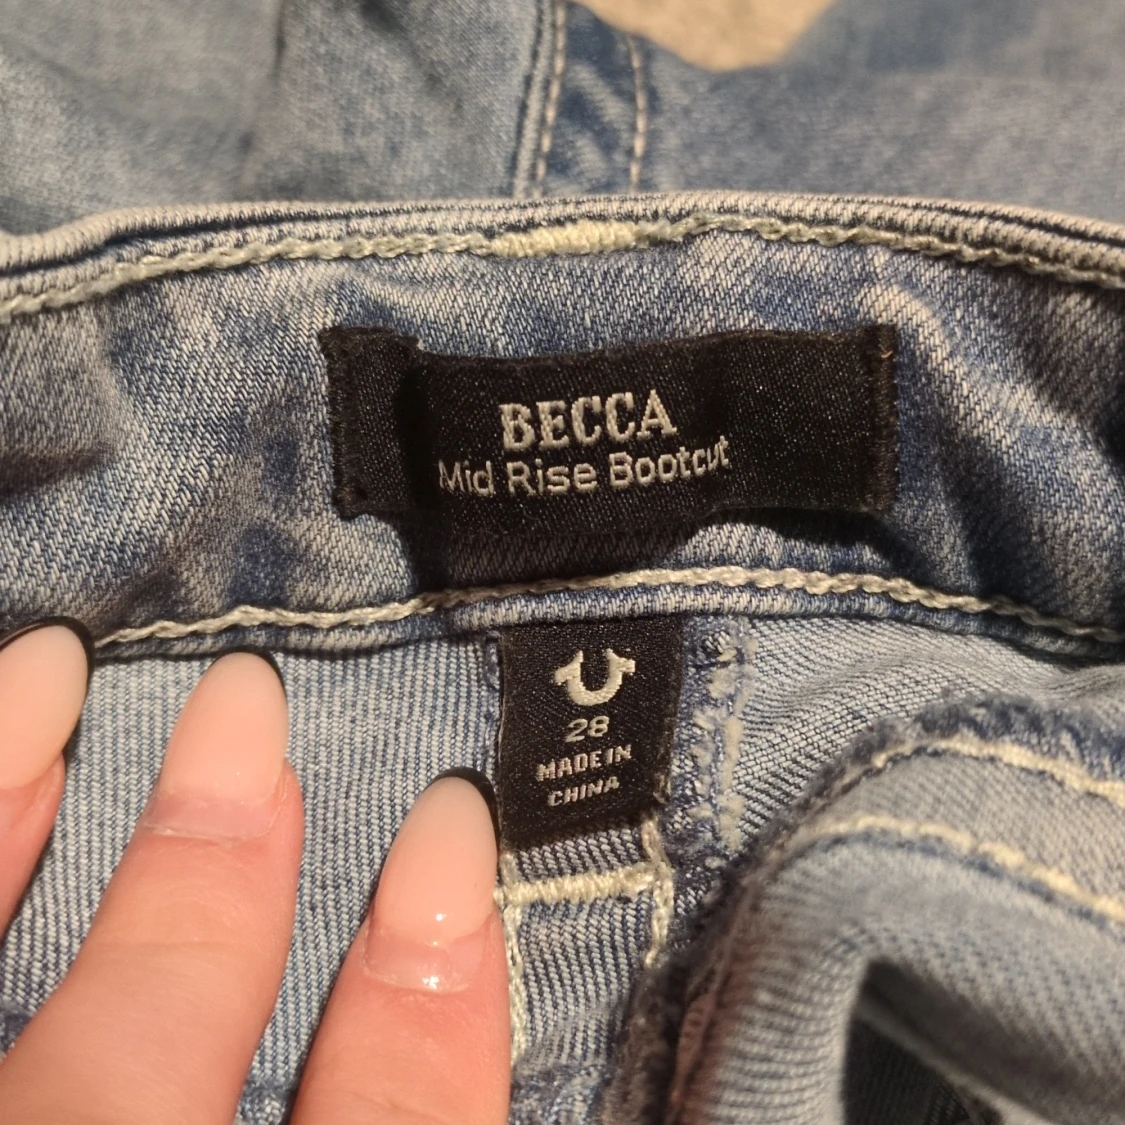 BECCA
Mid Rise Bootcut
28
MADE IN
CHINA